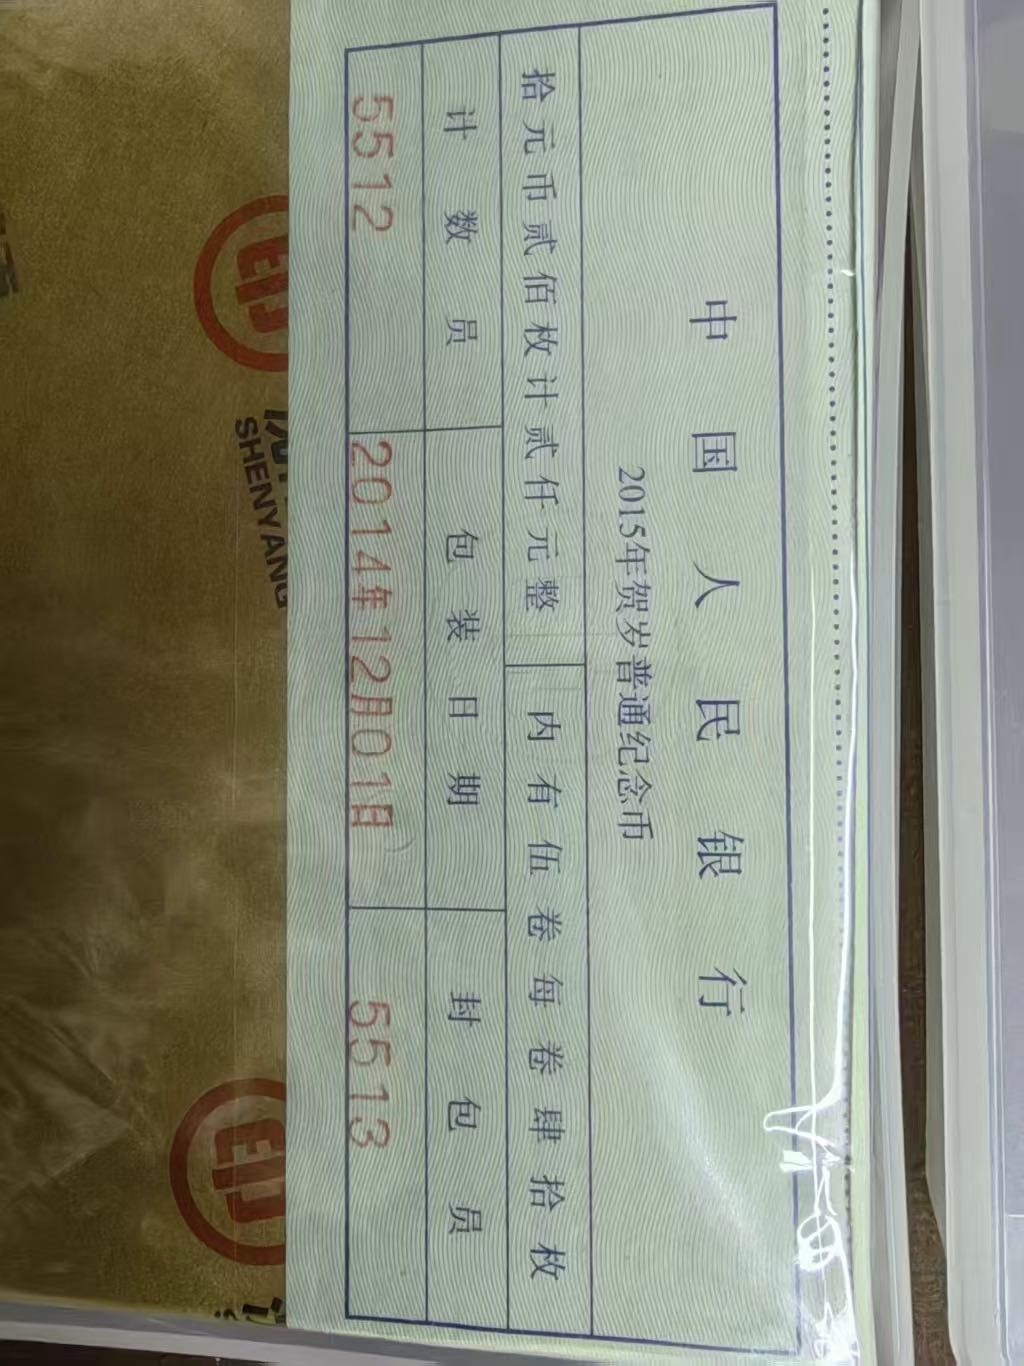 中国人民银行
2015年贺岁普通纪念币
拾元币贰佰枚计贰仟元整 内有伍卷每卷肆拾枚
计数员 包装日期 封包员
5512 2014年12月01日 5513
SHENYANG